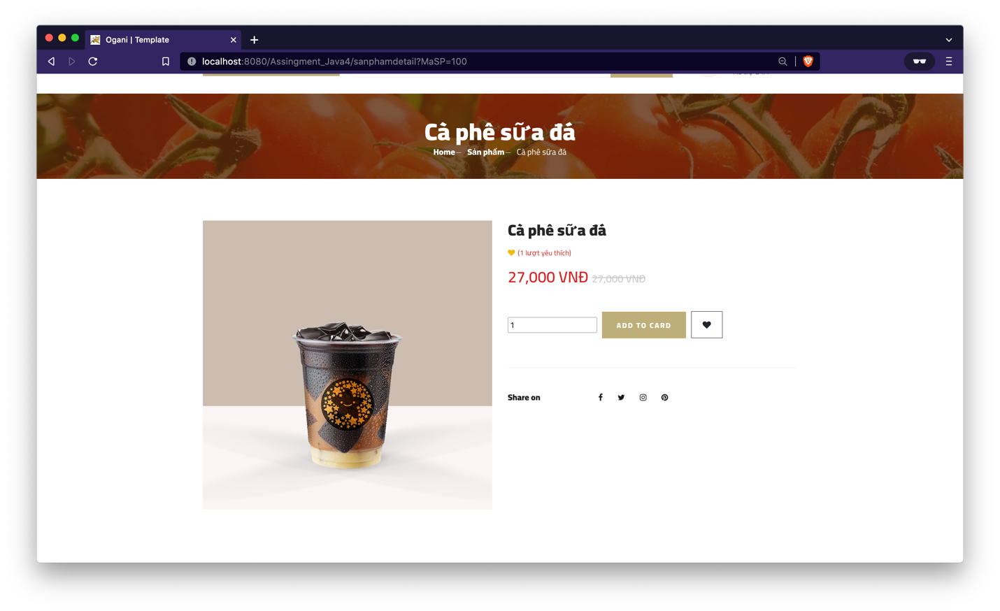 Ogani | Template
localhost:8080/Assingment_Java4/sanphamdetail?MaSP=100
Cà phê sữa đá
Home— Sản phẩm— Cà phê sữa đá
Cà phê sữa đá
(1 lượt yêu thích)
27,000 VNĐ 27,000 VNĐ
1
ADD TO CARD
Share on